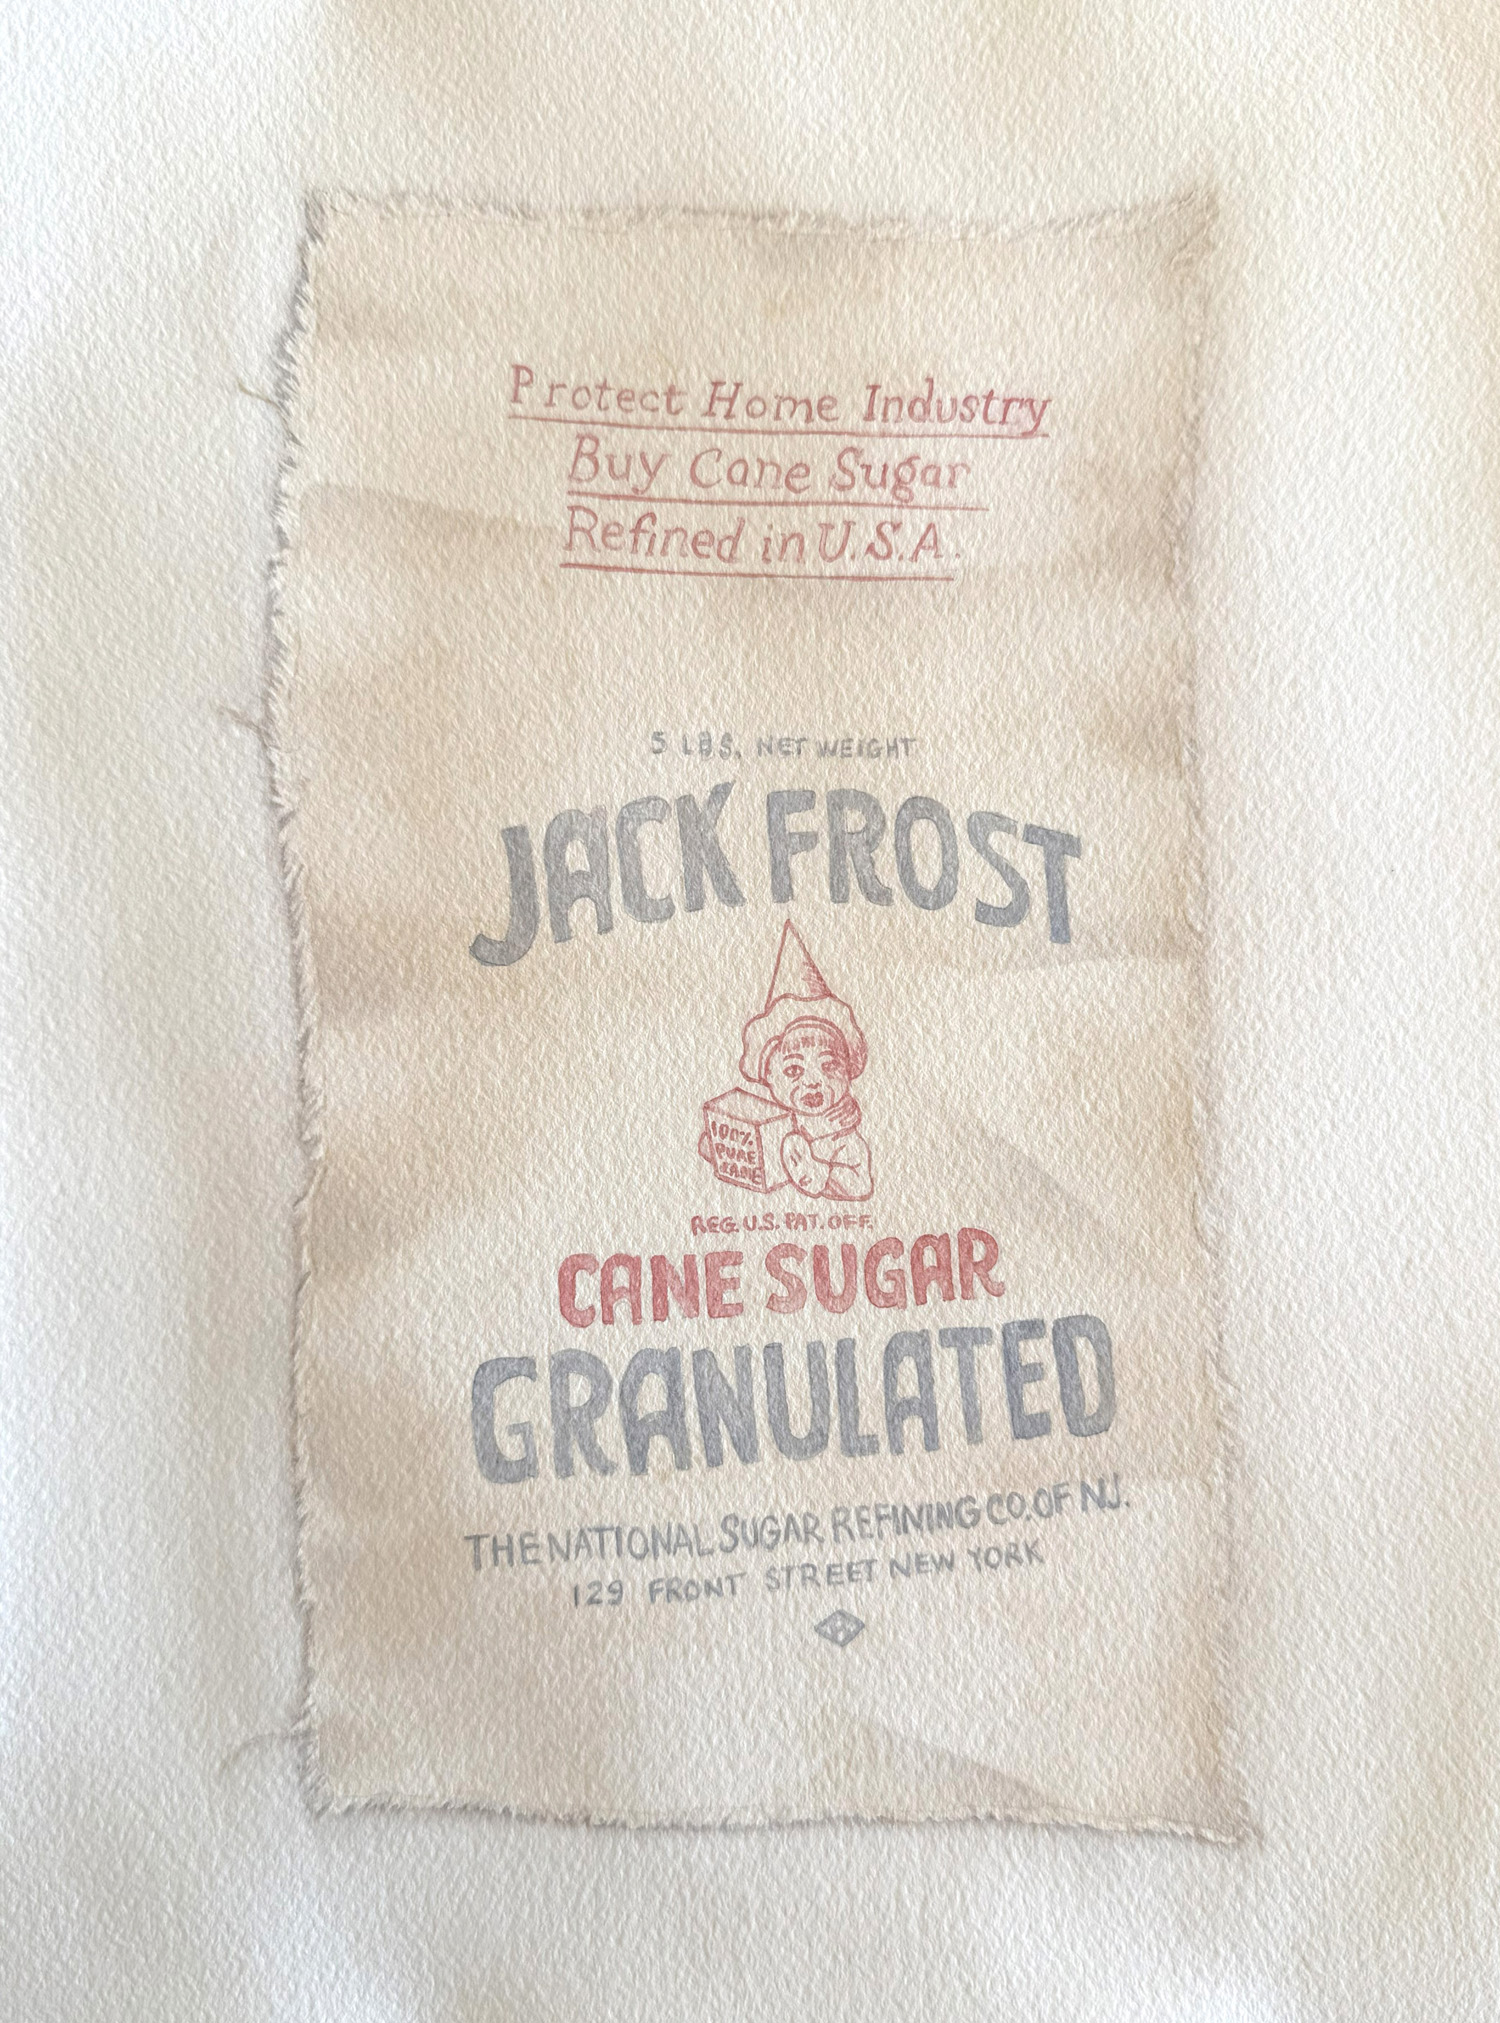 Protect Home Industry
Buy Cane Sugar
Refined in U.S.A.
5 LBS. NET WEIGHT
JACK FROST
100%
PURE
CANE
REG. U.S. PAT. OFF.
CANE SUGAR
GRANULATED
THE NATIONAL SUGAR REFINING CO. OF N.J.
129 FRONT STREET NEW YORK